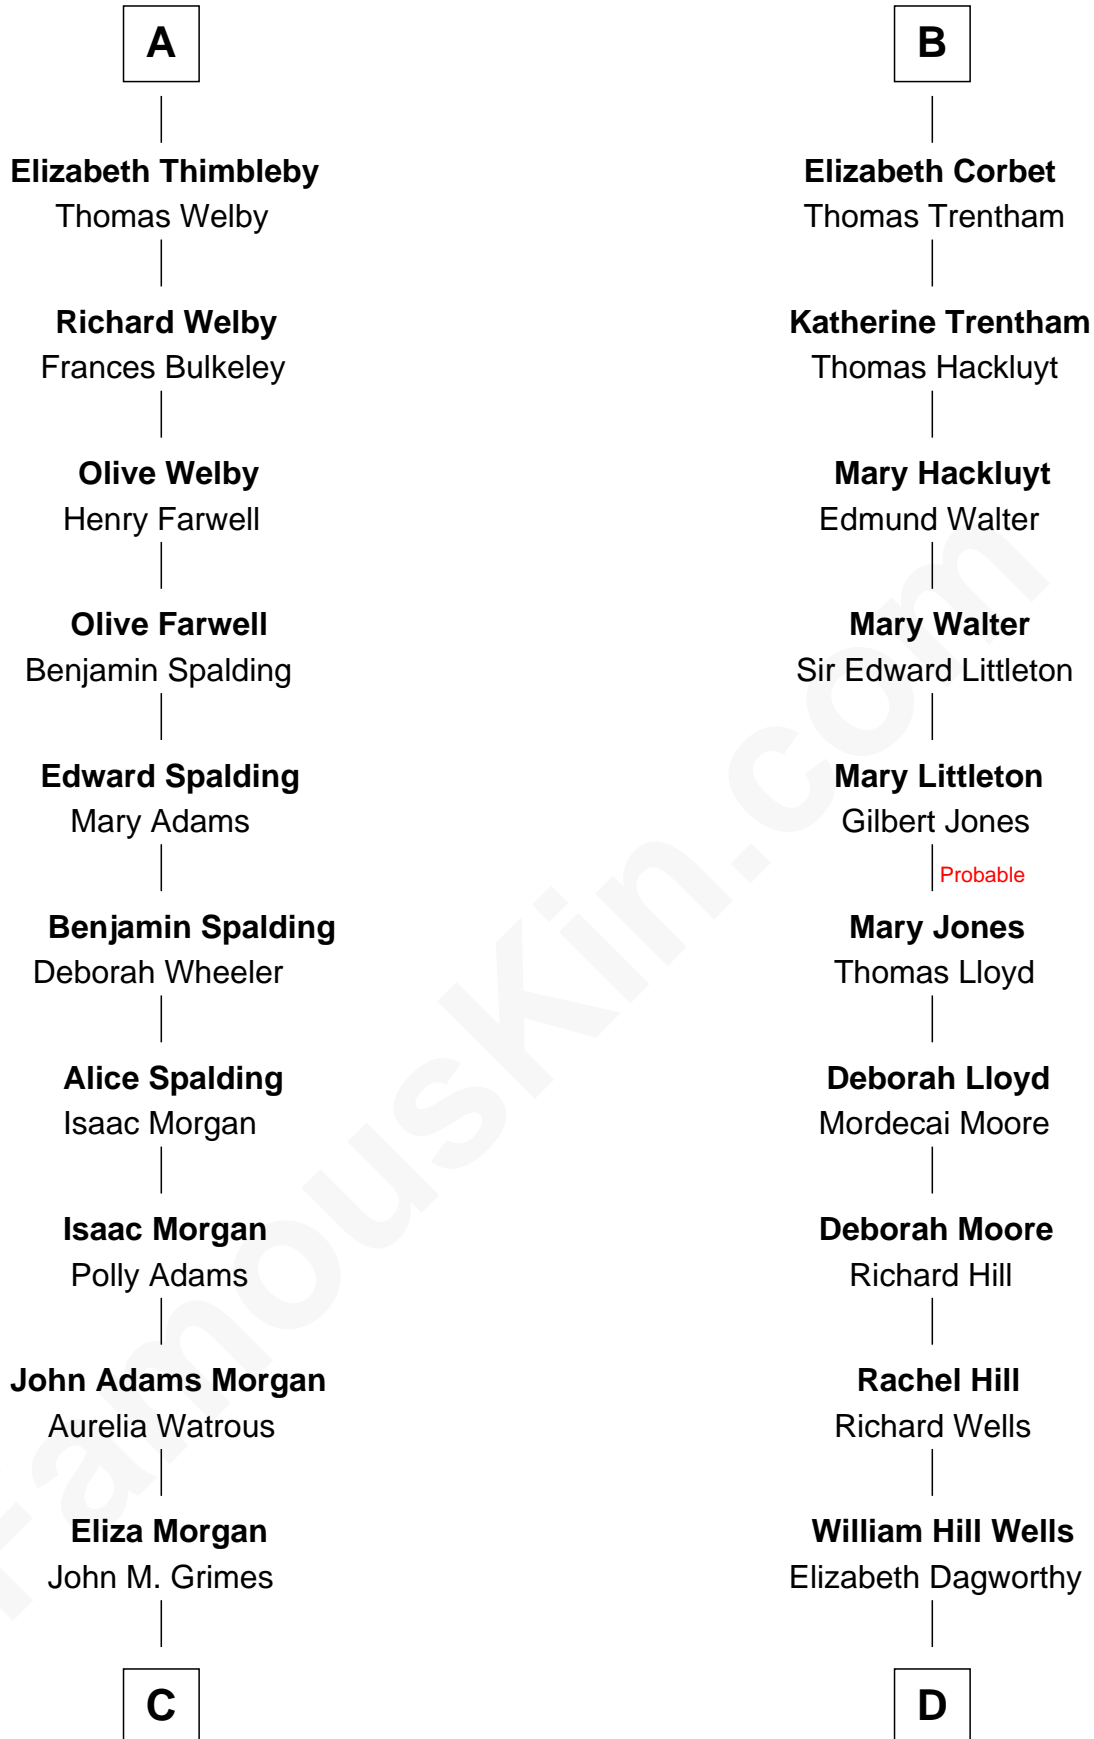 A
Elizabeth Thimbleby
Thomas Welby
Richard Welby
Frances Bulkeley
Olive Welby
Henry Farwell
Olive Farwell
Benjamin Spalding
Edward Spalding
Mary Adams
Benjamin Spalding
Deborah Wheeler
Alice Spalding
Isaac Morgan
Isaac Morgan
Polly Adams
John Adams Morgan
Aurelia Watrous
Eliza Morgan
John M. Grimes
C
B
Elizabeth Corbet
Thomas Trentham
Katherine Trentham
Thomas Hackluyt
Mary Hackluyt
Edmund Walter
Mary Walter
Sir Edward Littleton
Mary Littleton
Gilbert Jones
Probable
Mary Jones
Thomas Lloyd
Deborah Lloyd
Mordecai Moore
Deborah Moore
Richard Hill
Rachel Hill
Richard Wells
William Hill Wells
Elizabeth Dagworthy
D
FamousKin.com